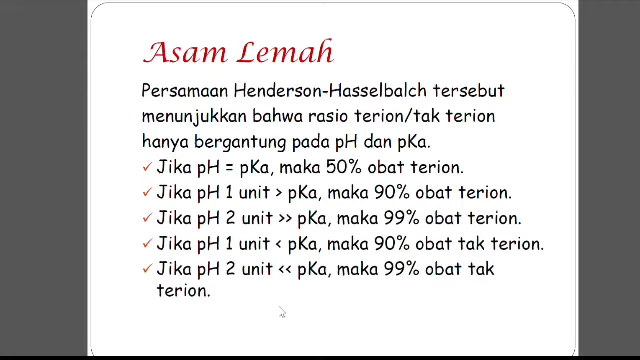 Asam Lemah
Persamaan Henderson-Hasselbalch tersebut
menunjukkan bahwa rasio terion/tak terion
hanya bergantung pada pH dan pKa.
✓ Jika pH = pKa, maka 50% obat terion.
✓ Jika pH 1 unit > pKa, maka 90% obat terion.
✓ Jika pH 2 unit >> pKa, maka 99% obat terion.
✓ Jika pH 1 unit < pKa, maka 90% obat tak terion.
✓ Jika pH 2 unit << pKa, maka 99% obat tak
terion.